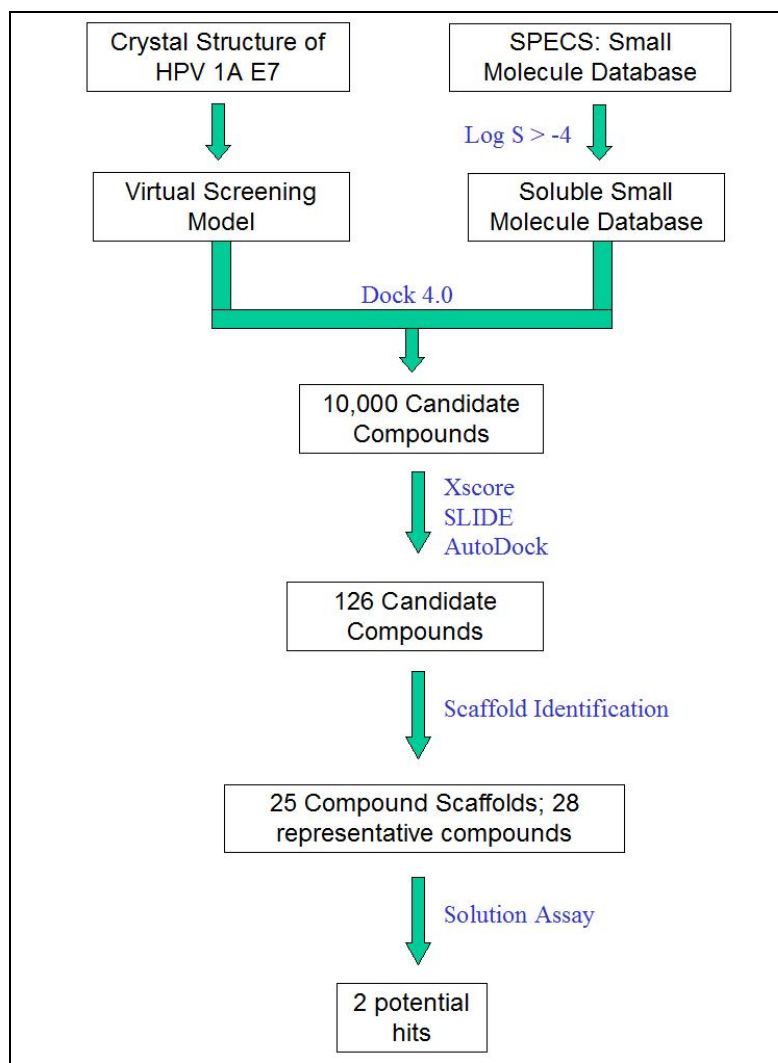 Crystal Structure of
HPV 1A E7
SPECS: Small
Molecule Database
Log S > -4
Virtual Screening
Model
Soluble Small
Molecule Database
Dock 4.0
10,000 Candidate
Compounds
Xscore
SLIDE
AutoDock
126 Candidate
Compounds
Scaffold Identification
25 Compound Scaffolds; 28
representative compounds
Solution Assay
2 potential
hits